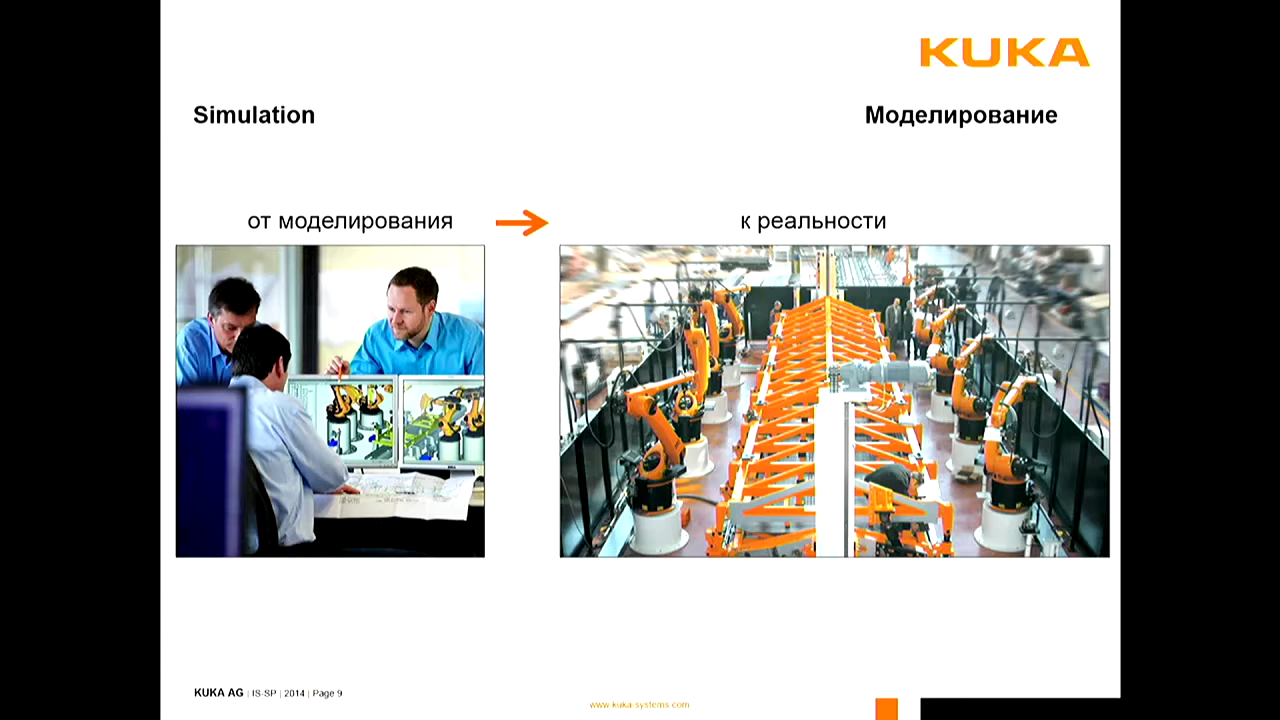 KUKA
Simulation
Моделирование
от моделирования
к реальности
KUKA AG | IS-SP | 2014 | Page 9
www.kuka-systems.com